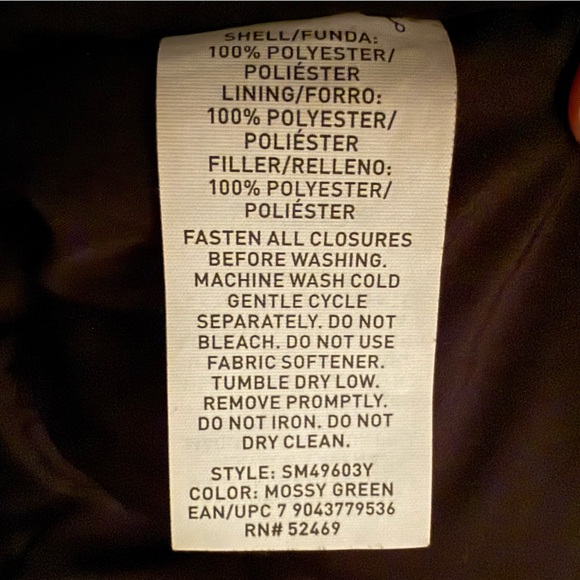 SHELL/FUNDA:
100% POLYESTER/
POLIÉSTER
LINING/FORRO:
100% POLYESTER/
POLIÉSTER
FILLER/RELLENO:
100% POLYESTER/
POLIÉSTER
FASTEN ALL CLOSURES
BEFORE WASHING.
MACHINE WASH COLD
GENTLE CYCLE
SEPARATELY. DO NOT
BLEACH. DO NOT USE
FABRIC SOFTENER.
TUMBLE DRY LOW.
REMOVE PROMPTLY.
DO NOT IRON. DO NOT
DRY CLEAN.
STYLE: SM49603Y
COLOR: MOSSY GREEN
EAN/UPC 7 9043779536
RN# 52469